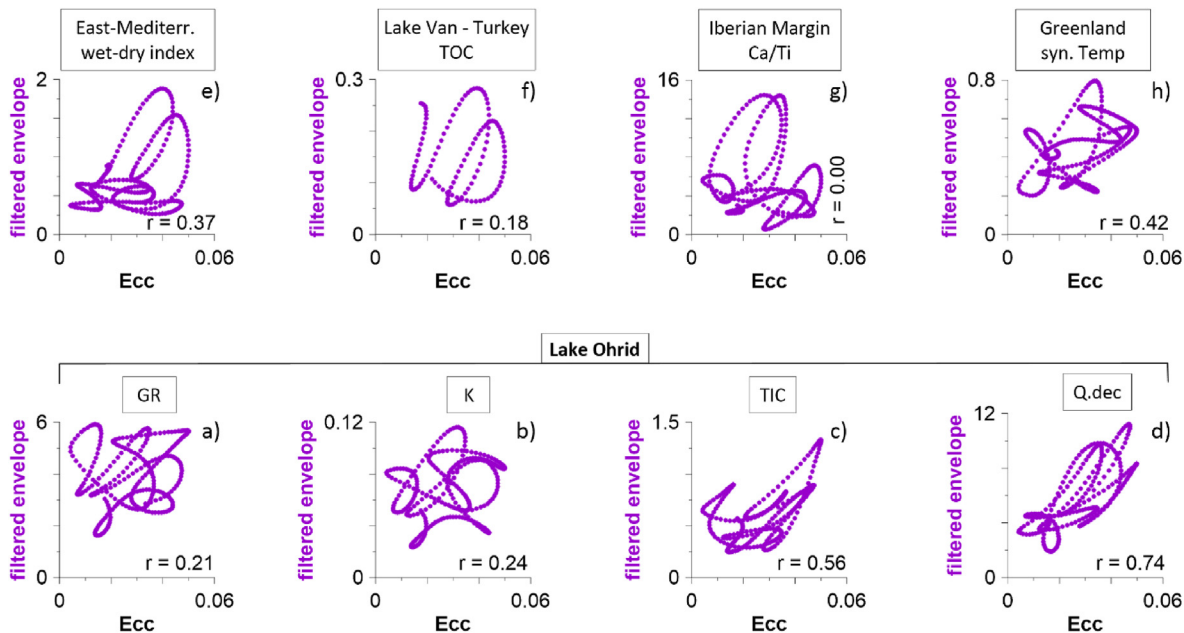 East-Mediterr.
wet-dry index
Lake Van - Turkey
TOC
Iberian Margin
Ca/Ti
Greenland
syn. Temp
filtered envelope
2
0
e)
r = 0.37
0
0.06
Ecc
filtered envelope
0.3
0
f)
r = 0.18
0
0.06
Ecc
filtered envelope
16
0
g)
r = 0.00
0
0.06
Ecc
filtered envelope
0.8
0
h)
r = 0.42
0
0.06
Ecc
Lake Ohrid
GR
K
TIC
Q.dec
filtered envelope
6
0
a)
r = 0.21
0
0.06
Ecc
filtered envelope
0.12
0
b)
r = 0.24
0
0.06
Ecc
filtered envelope
1.5
0
c)
r = 0.56
0
0.06
Ecc
filtered envelope
12
0
d)
r = 0.74
0
0.06
Ecc